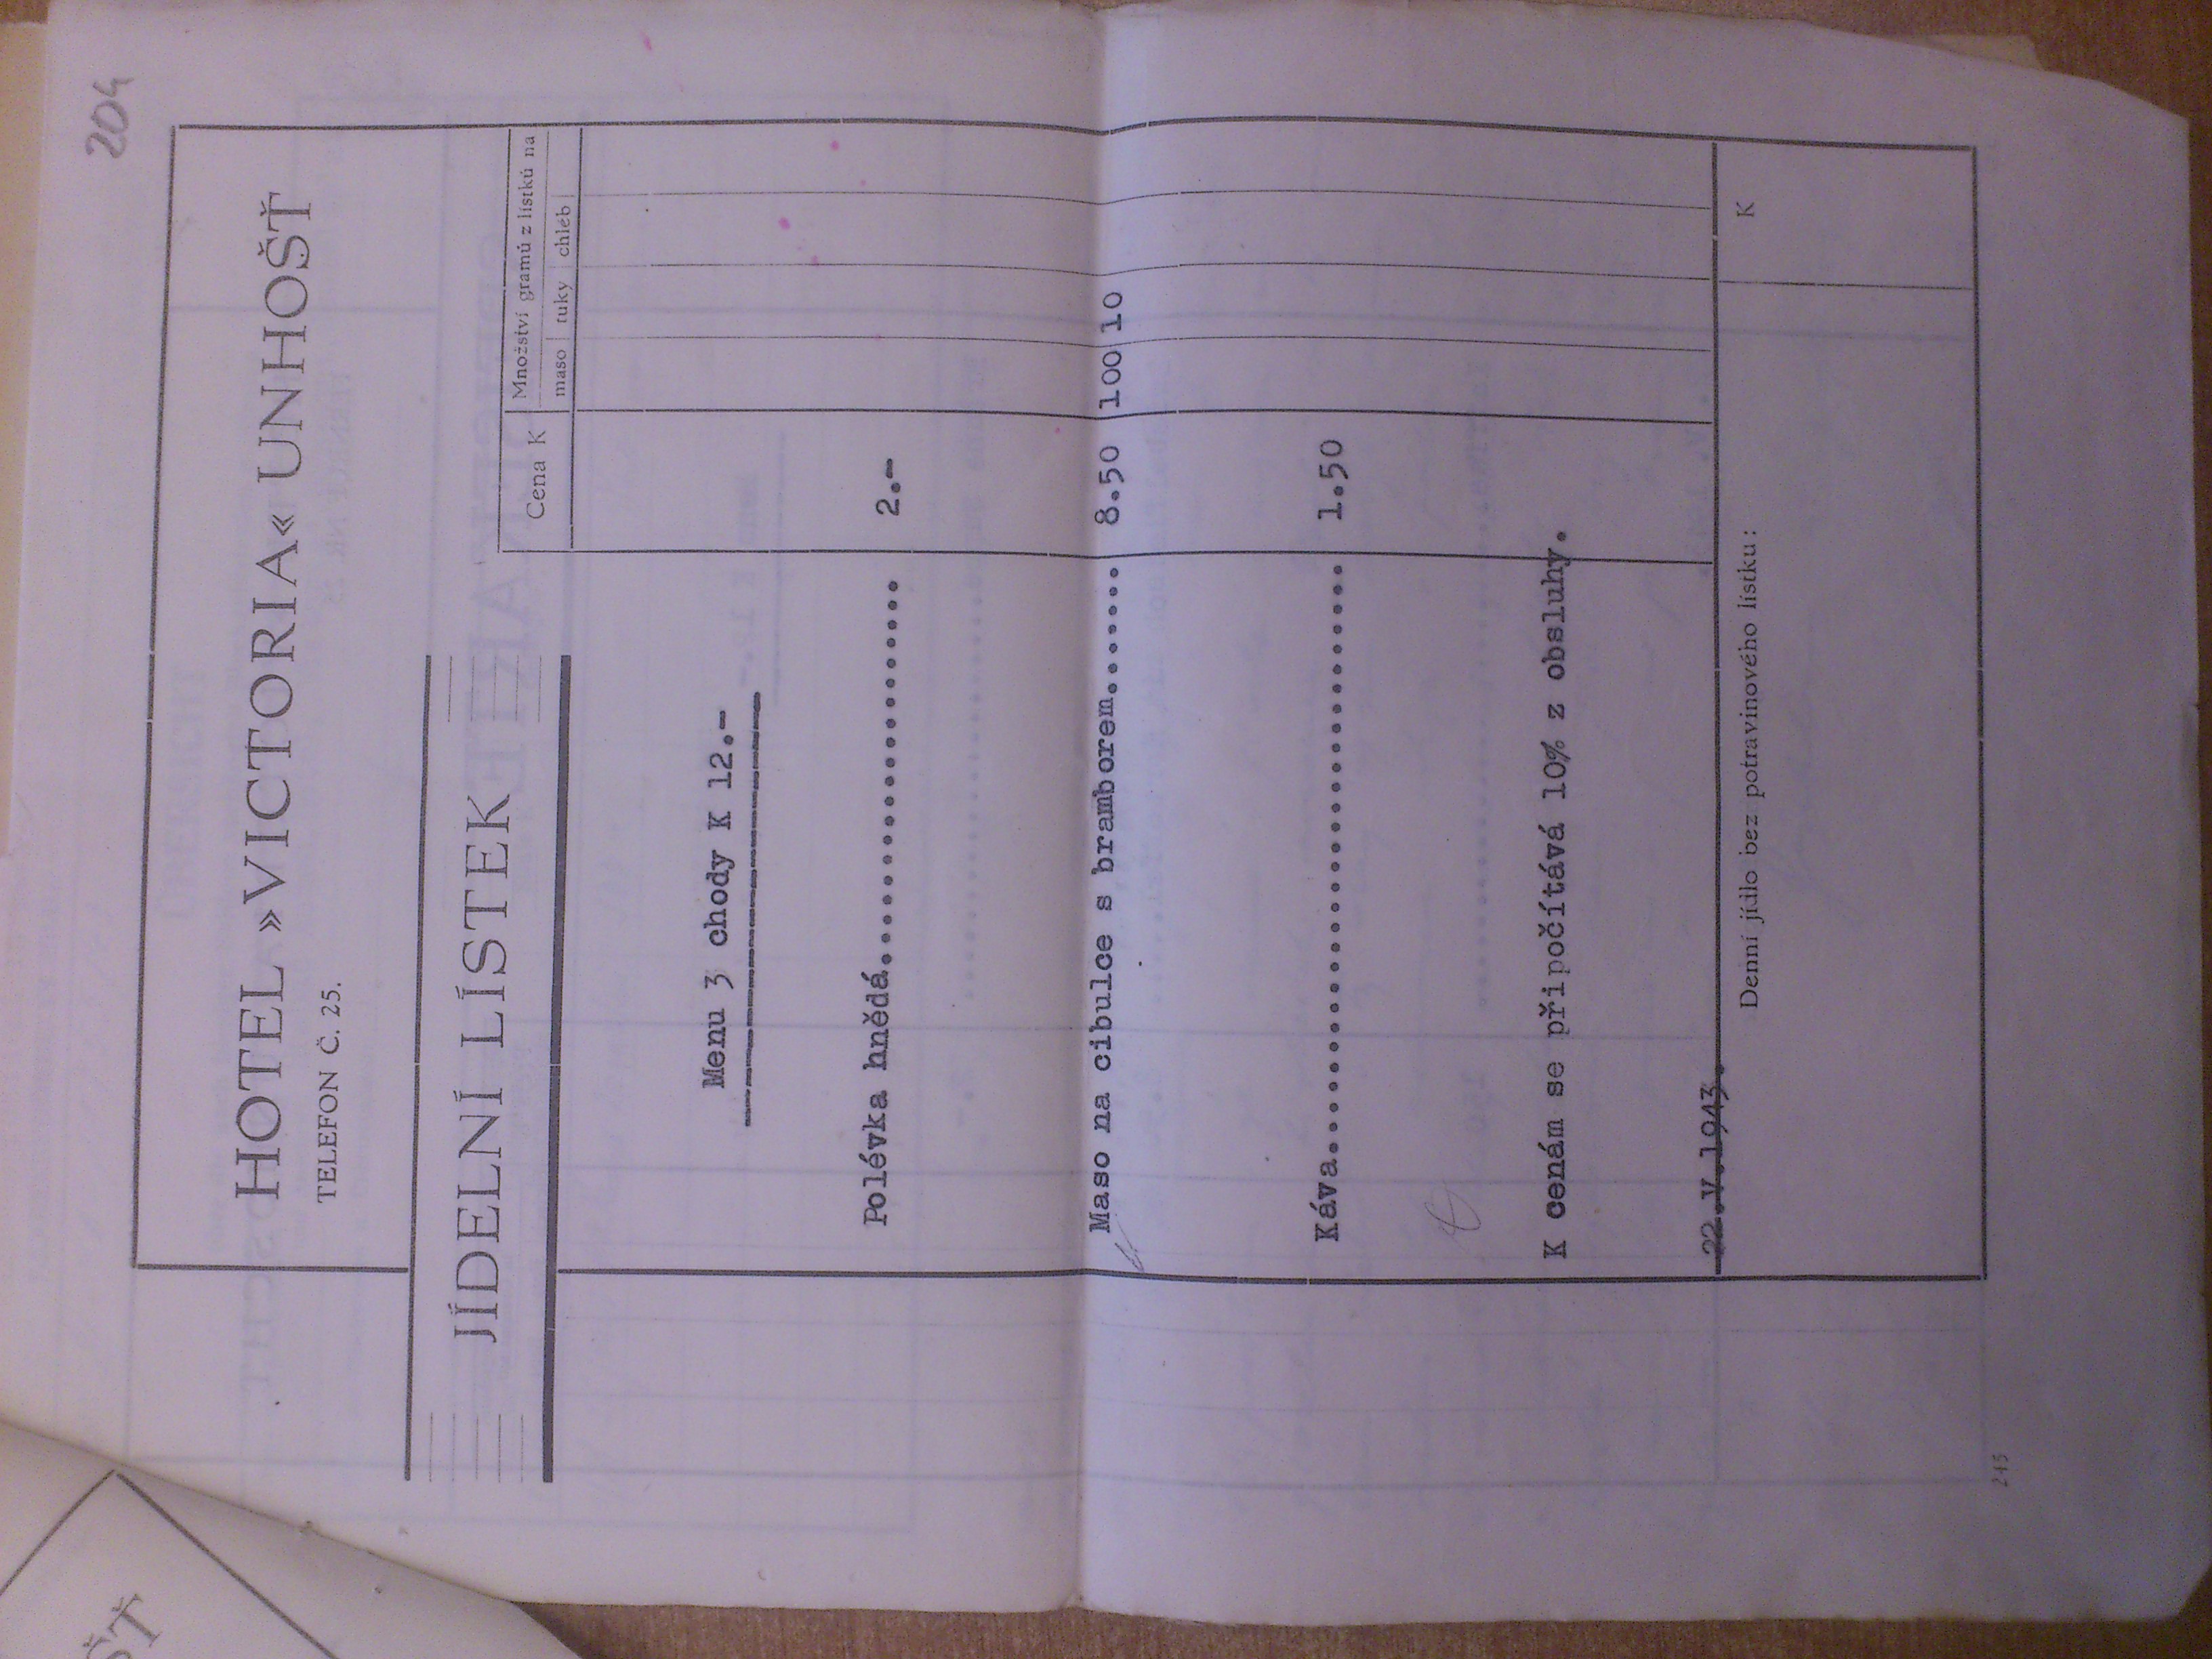 204
ŠŤ
HOTEL »VICTORIA« UNHOŠŤ
TELEFON Č. 25.
JÍDELNÍ LÍSTEK
Cena K
Množství gramů z lístků na
maso tuky chléb
Menu 3 chody K 12.-
Polévka hnědá................... 2.-
Maso na cibulce s bramborem....... 8.50 100 10
Káva.............................. 1.50
K cenám se připočítává 10% z obsluhy.
22.V.1943.
Denní jídlo bez potravinového lístku: K
245